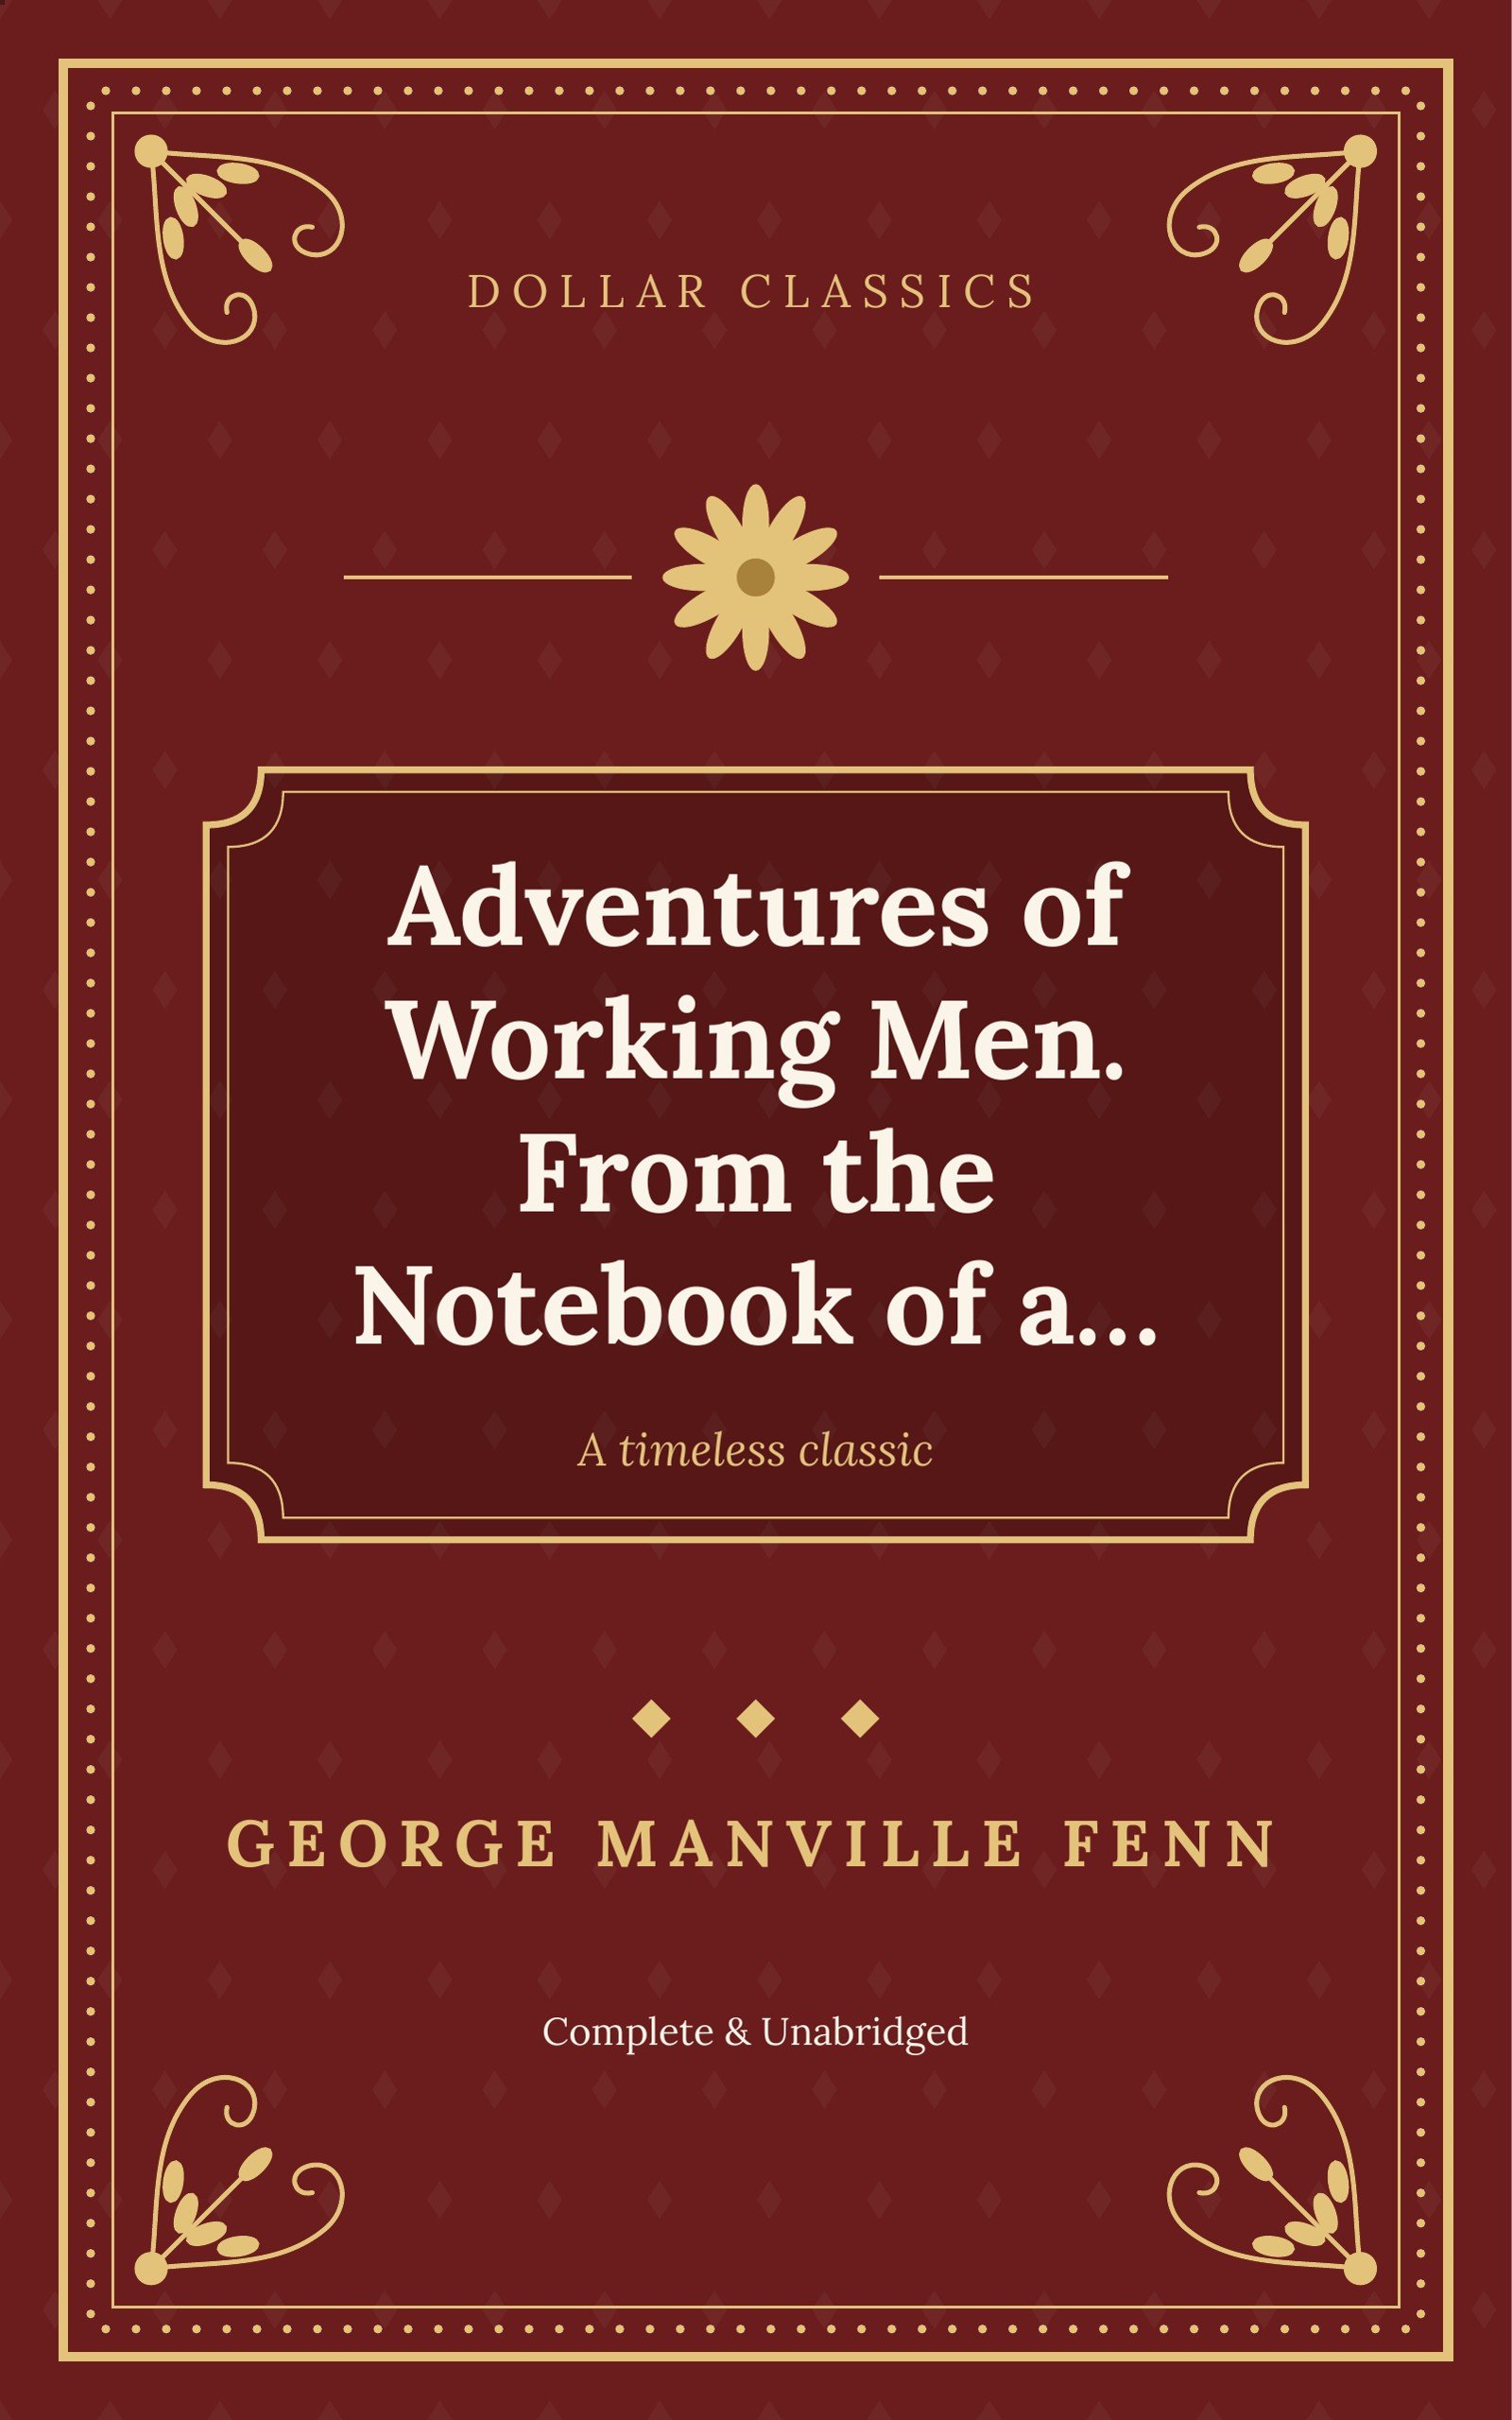 DOLLAR CLASSICS
Adventures of
Working Men.
From the
Notebook of a...
A timeless classic
GEORGE MANVILLE FENN
Complete & Unabridged